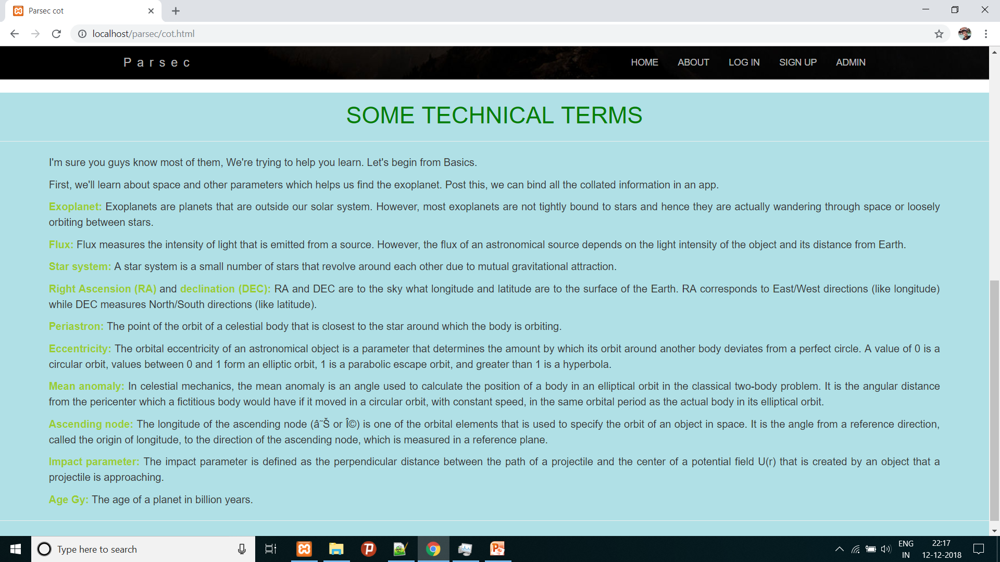 Parsec cot
localhost/parsec/cot.html
Parsec HOME ABOUT LOG IN SIGN UP ADMIN
SOME TECHNICAL TERMS
I'm sure you guys know most of them, We're trying to help you learn. Let's begin from Basics.
First, we'll learn about space and other parameters which helps us find the exoplanet. Post this, we can bind all the collated information in an app.
Exoplanet: Exoplanets are planets that are outside our solar system. However, most exoplanets are not tightly bound to stars and hence they are actually wandering through space or loosely
orbiting between stars.
Flux: Flux measures the intensity of light that is emitted from a source. However, the flux of an astronomical source depends on the light intensity of the object and its distance from Earth.
Star system: A star system is a small number of stars that revolve around each other due to mutual gravitational attraction.
Right Ascension (RA) and declination (DEC): RA and DEC are to the sky what longitude and latitude are to the surface of the Earth. RA corresponds to East/West directions (like longitude)
while DEC measures North/South directions (like latitude).
Periastron: The point of the orbit of a celestial body that is closest to the star around which the body is orbiting.
Eccentricity: The orbital eccentricity of an astronomical object is a parameter that determines the amount by which its orbit around another body deviates from a perfect circle. A value of 0 is a
circular orbit, values between 0 and 1 form an elliptic orbit, 1 is a parabolic escape orbit, and greater than 1 is a hyperbola.
Mean anomaly: In celestial mechanics, the mean anomaly is an angle used to calculate the position of a body in an elliptical orbit in the classical two-body problem. It is the angular distance
from the pericenter which a fictitious body would have if it moved in a circular orbit, with constant speed, in the same orbital period as the actual body in its elliptical orbit.
Ascending node: The longitude of the ascending node (â˜Š or Î©) is one of the orbital elements that is used to specify the orbit of an object in space. It is the angle from a reference direction,
called the origin of longitude, to the direction of the ascending node, which is measured in a reference plane.
Impact parameter: The impact parameter is defined as the perpendicular distance between the path of a projectile and the center of a potential field U(r) that is created by an object that a
projectile is approaching.
Age Gy: The age of a planet in billion years.
Type here to search
ENG 22:17
IN 12-12-2018